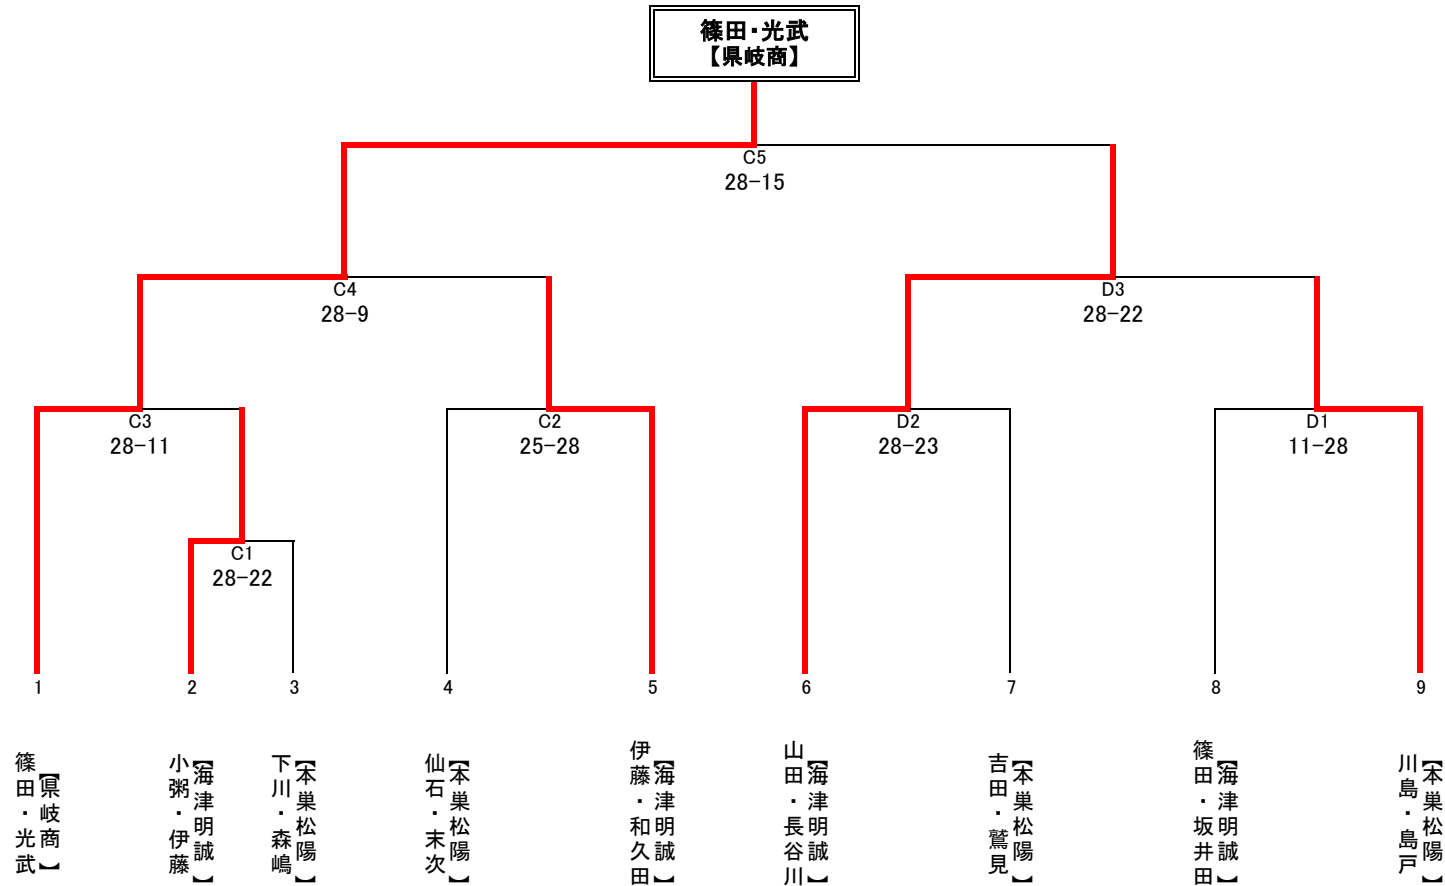 篠田・光武
【県岐商】
C5
28-15
C4
28-9
D3
28-22
C3
28-11
C2
25-28
D2
28-23
D1
11-28
C1
28-22
1
2
3
4
5
6
7
8
9
篠田・光武
【県岐商】
小粥・伊藤
【海津明誠】
下川・森嶋
【本巣松陽】
仙石・末次
【本巣松陽】
伊藤・和久田
【海津明誠】
山田・長谷川
【海津明誠】
吉田・鷲見
【本巣松陽】
篠田・坂井田
【海津明誠】
川島・島戸
【本巣松陽】